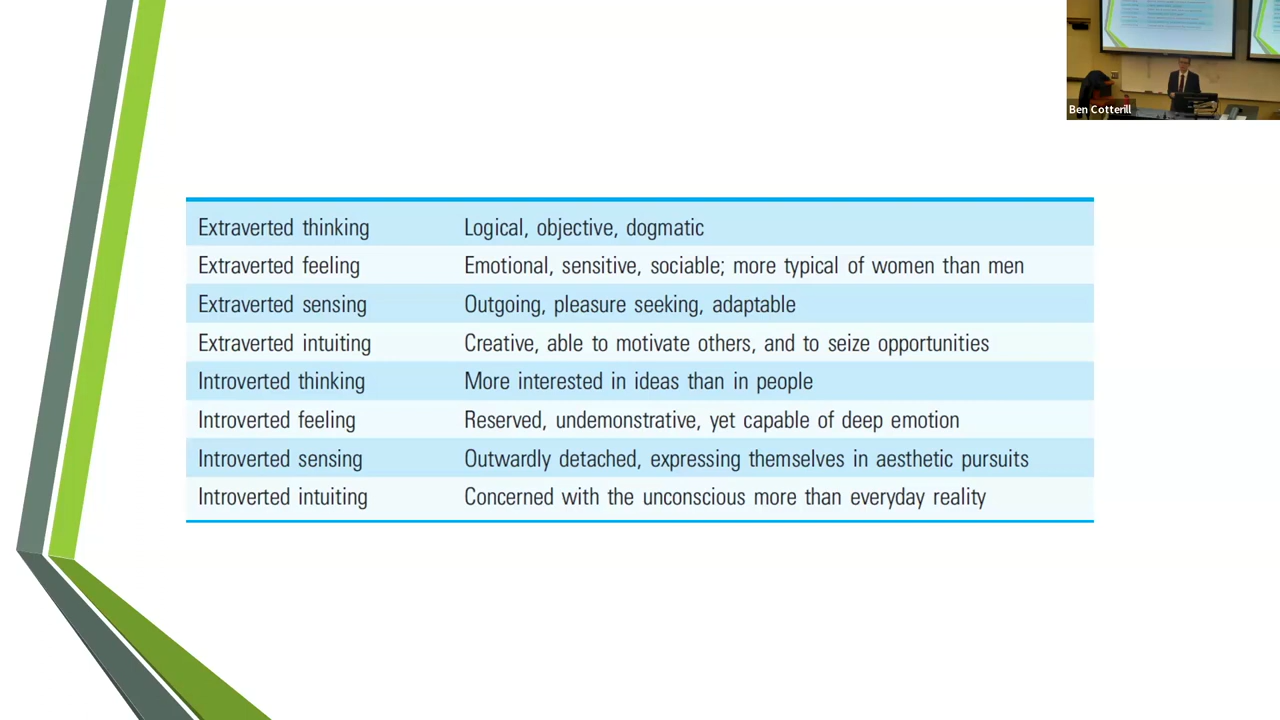 Ben Cotterill
Extraverted thinking Logical, objective, dogmatic
Extraverted feeling Emotional, sensitive, sociable; more typical of women than men
Extraverted sensing Outgoing, pleasure seeking, adaptable
Extraverted intuiting Creative, able to motivate others, and to seize opportunities
Introverted thinking More interested in ideas than in people
Introverted feeling Reserved, undemonstrative, yet capable of deep emotion
Introverted sensing Outwardly detached, expressing themselves in aesthetic pursuits
Introverted intuiting Concerned with the unconscious more than everyday reality